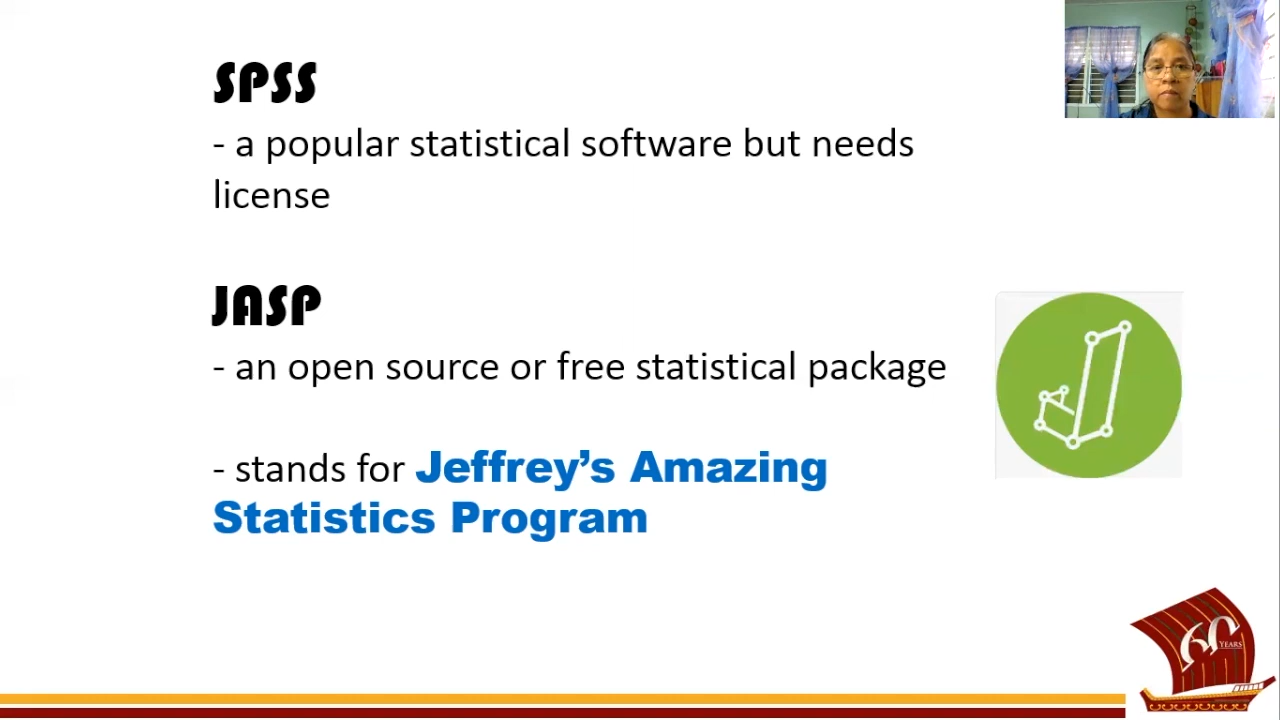 SPSS
- a popular statistical software but needs
license
JASP
- an open source or free statistical package
- stands for Jeffrey’s Amazing
Statistics Program
60 YEARS